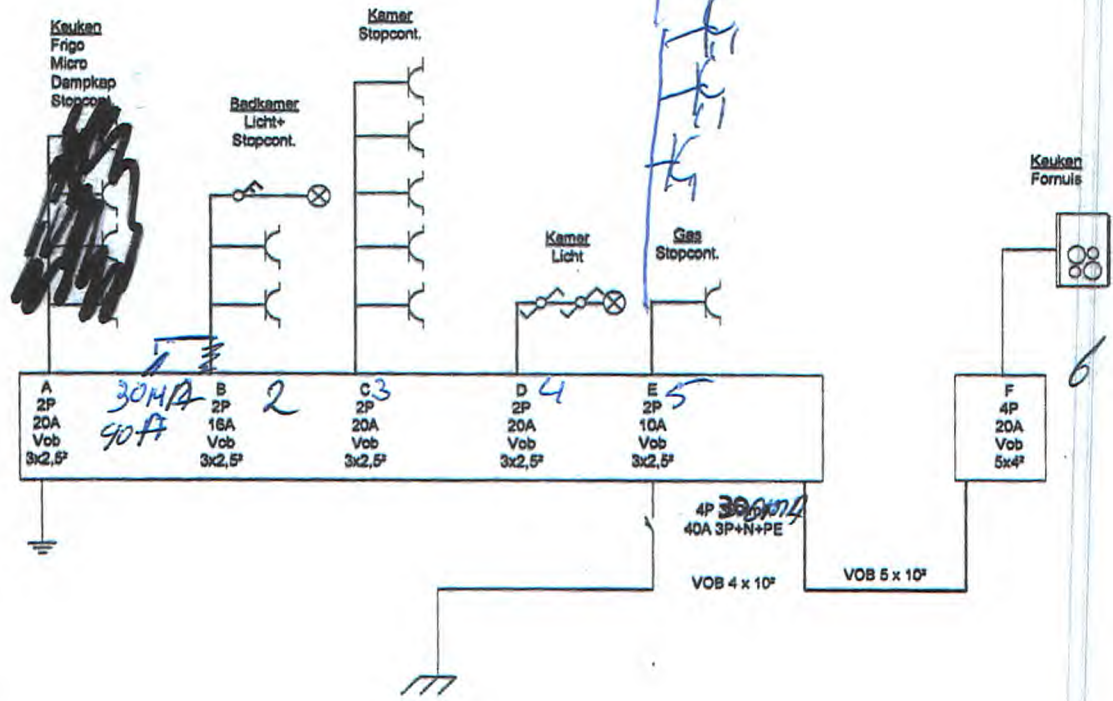 Keuken
Frigo
Micro
Dampkap
Stopcont.
Badkamer
Licht+
Stopcont.
Kamer
Stopcont.
Kamer
Licht
Gas
Stopcont.
Keuken
Fornuis
A
2P
20A
Vob
3x2,5²
1
30MA
40A
B
2P
16A
Vob
3x2,5²
2
C
2P
20A
Vob
3x2,5²
3
D
2P
20A
Vob
3x2,5²
4
E
2P
10A
Vob
3x2,5²
5
F
4P
20A
Vob
5x4²
6
4P 300mA
40A 3P+N+PE
VOB 4 x 10²
VOB 5 x 10²